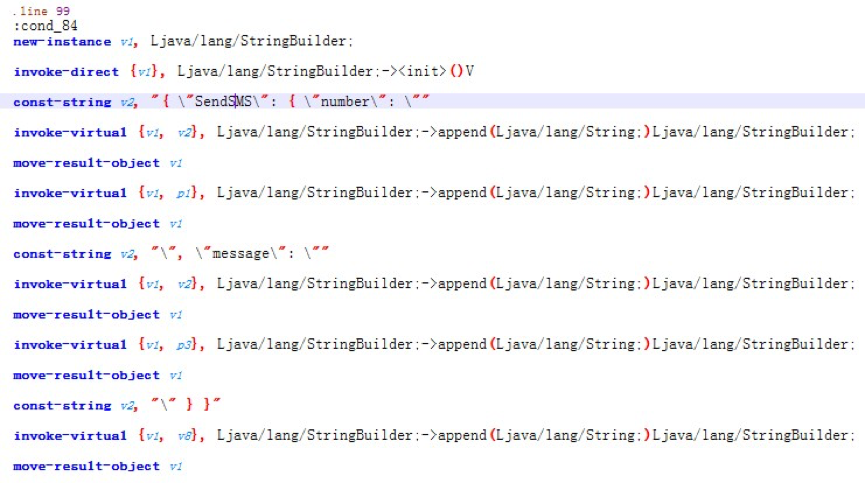 .line 99
:cond_84
new-instance v1, Ljava/lang/StringBuilder;
invoke-direct {v1}, Ljava/lang/StringBuilder;-><init>()V
const-string v2, "{ \"SendSMS\": { \"number\": \""
invoke-virtual {v1, v2}, Ljava/lang/StringBuilder;->append(Ljava/lang/String;)Ljava/lang/StringBuilder;
move-result-object v1
invoke-virtual {v1, p1}, Ljava/lang/StringBuilder;->append(Ljava/lang/String;)Ljava/lang/StringBuilder;
move-result-object v1
const-string v2, "\", \"message\": \""
invoke-virtual {v1, v2}, Ljava/lang/StringBuilder;->append(Ljava/lang/String;)Ljava/lang/StringBuilder;
move-result-object v1
invoke-virtual {v1, p3}, Ljava/lang/StringBuilder;->append(Ljava/lang/String;)Ljava/lang/StringBuilder;
move-result-object v1
const-string v2, "\" } }"
invoke-virtual {v1, v8}, Ljava/lang/StringBuilder;->append(Ljava/lang/String;)Ljava/lang/StringBuilder;
move-result-object v1